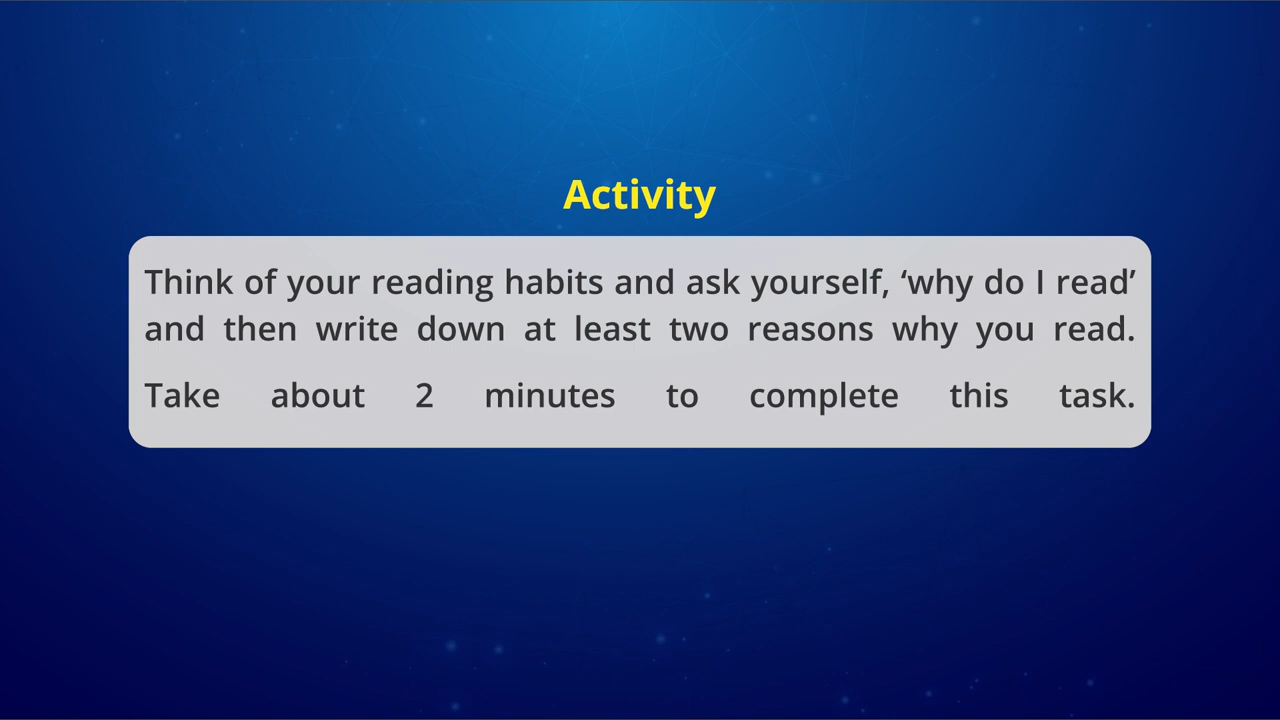 Activity
Think of your reading habits and ask yourself, ‘why do I read’
and then write down at least two reasons why you read.
Take about 2 minutes to complete this task.